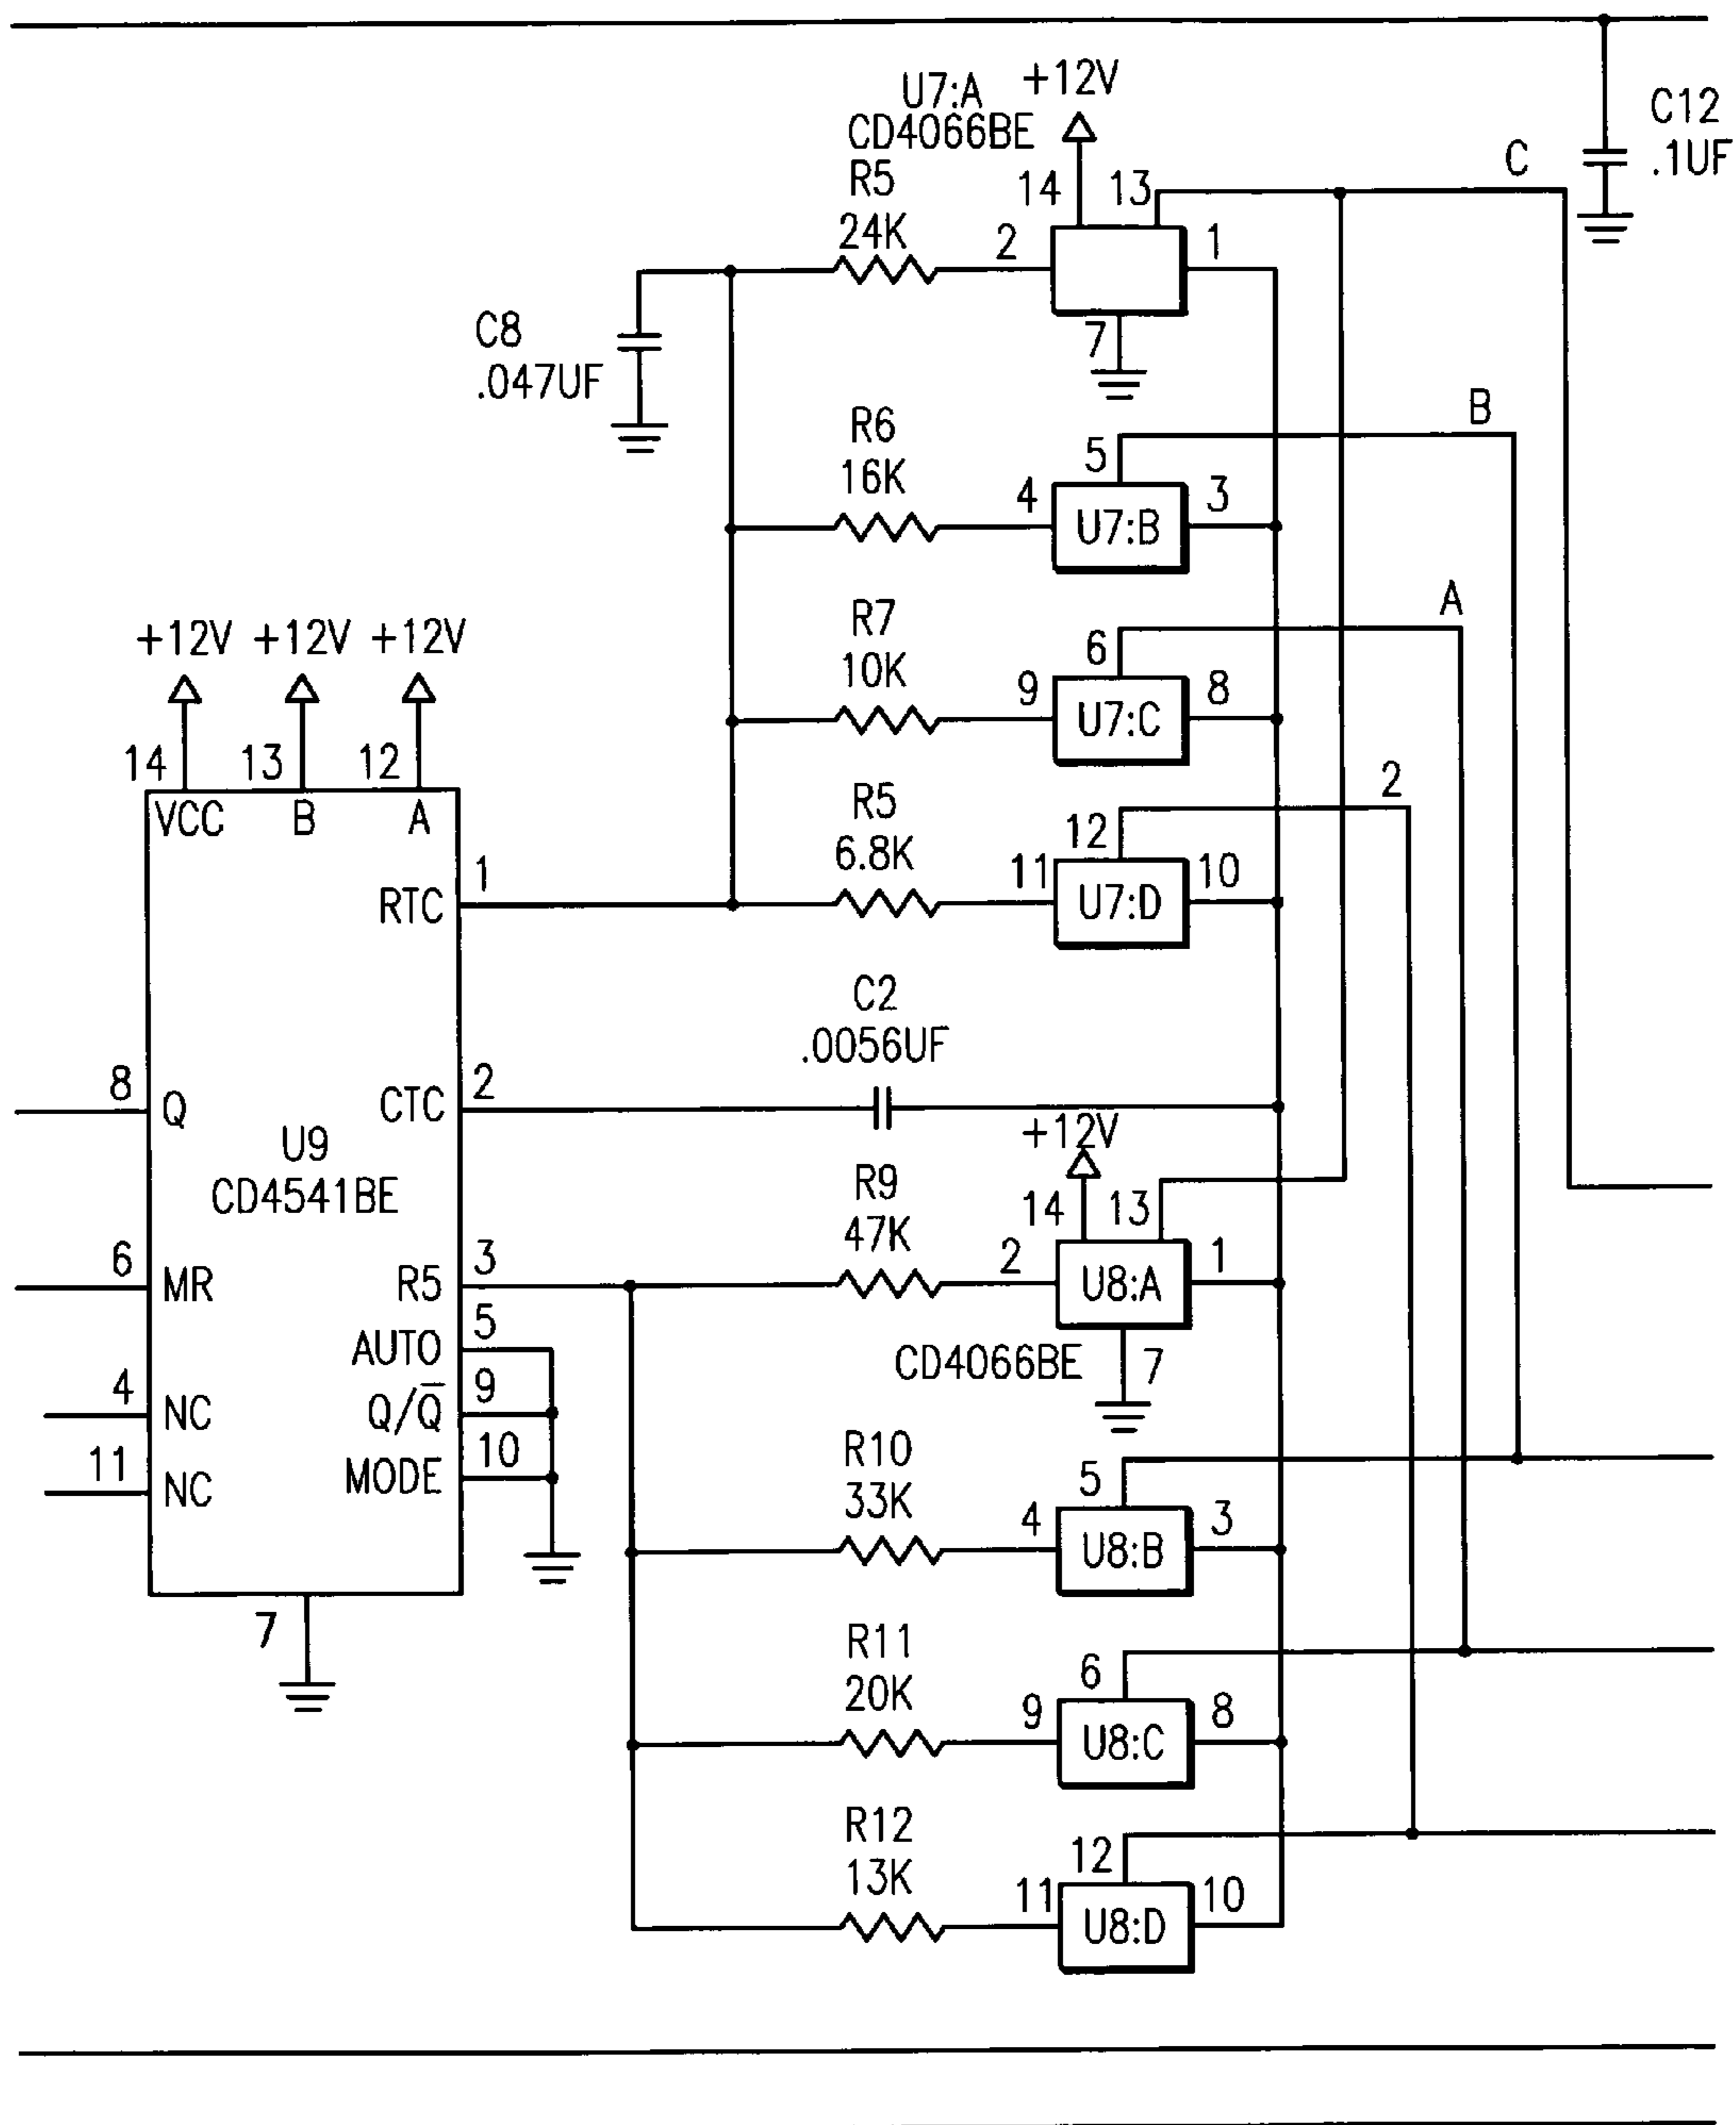 U7:A
CD4066BE
+12V
C12
.1UF
C
R5
24K
14
13
2
1
7
C8
.047UF
B
R6
16K
5
4
U7:B
3
A
R7
10K
6
9
U7:C
8
+12V
+12V
+12V
2
R5
6.8K
12
11
U7:D
10
14
13
12
VCC
B
A
RTC
1
C2
.0056UF
8
Q
CTC
2
U9
CD4541BE
+12V
R9
47K
14
13
2
U8:A
1
CD4066BE
7
6
MR
R5
3
AUTO
5
4
NC
Q/Q̅
9
11
NC
MODE
10
7
R10
33K
5
4
U8:B
3
R11
20K
6
9
U8:C
8
R12
13K
12
11
U8:D
10